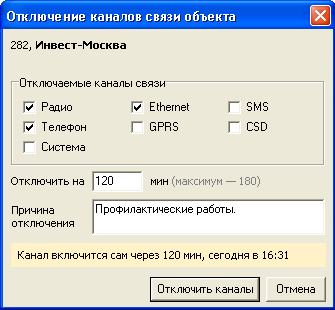 Отключение каналов связи объекта
282, Инвест-Москва
Отключаемые каналы связи
Радио Ethernet SMS
Телефон GPRS CSD
Система
Отключить на 120 мин (максимум — 180)
Причина отключения
Профилактические работы.
Канал включится сам через 120 мин, сегодня в 16:31
Отключить каналы Отмена